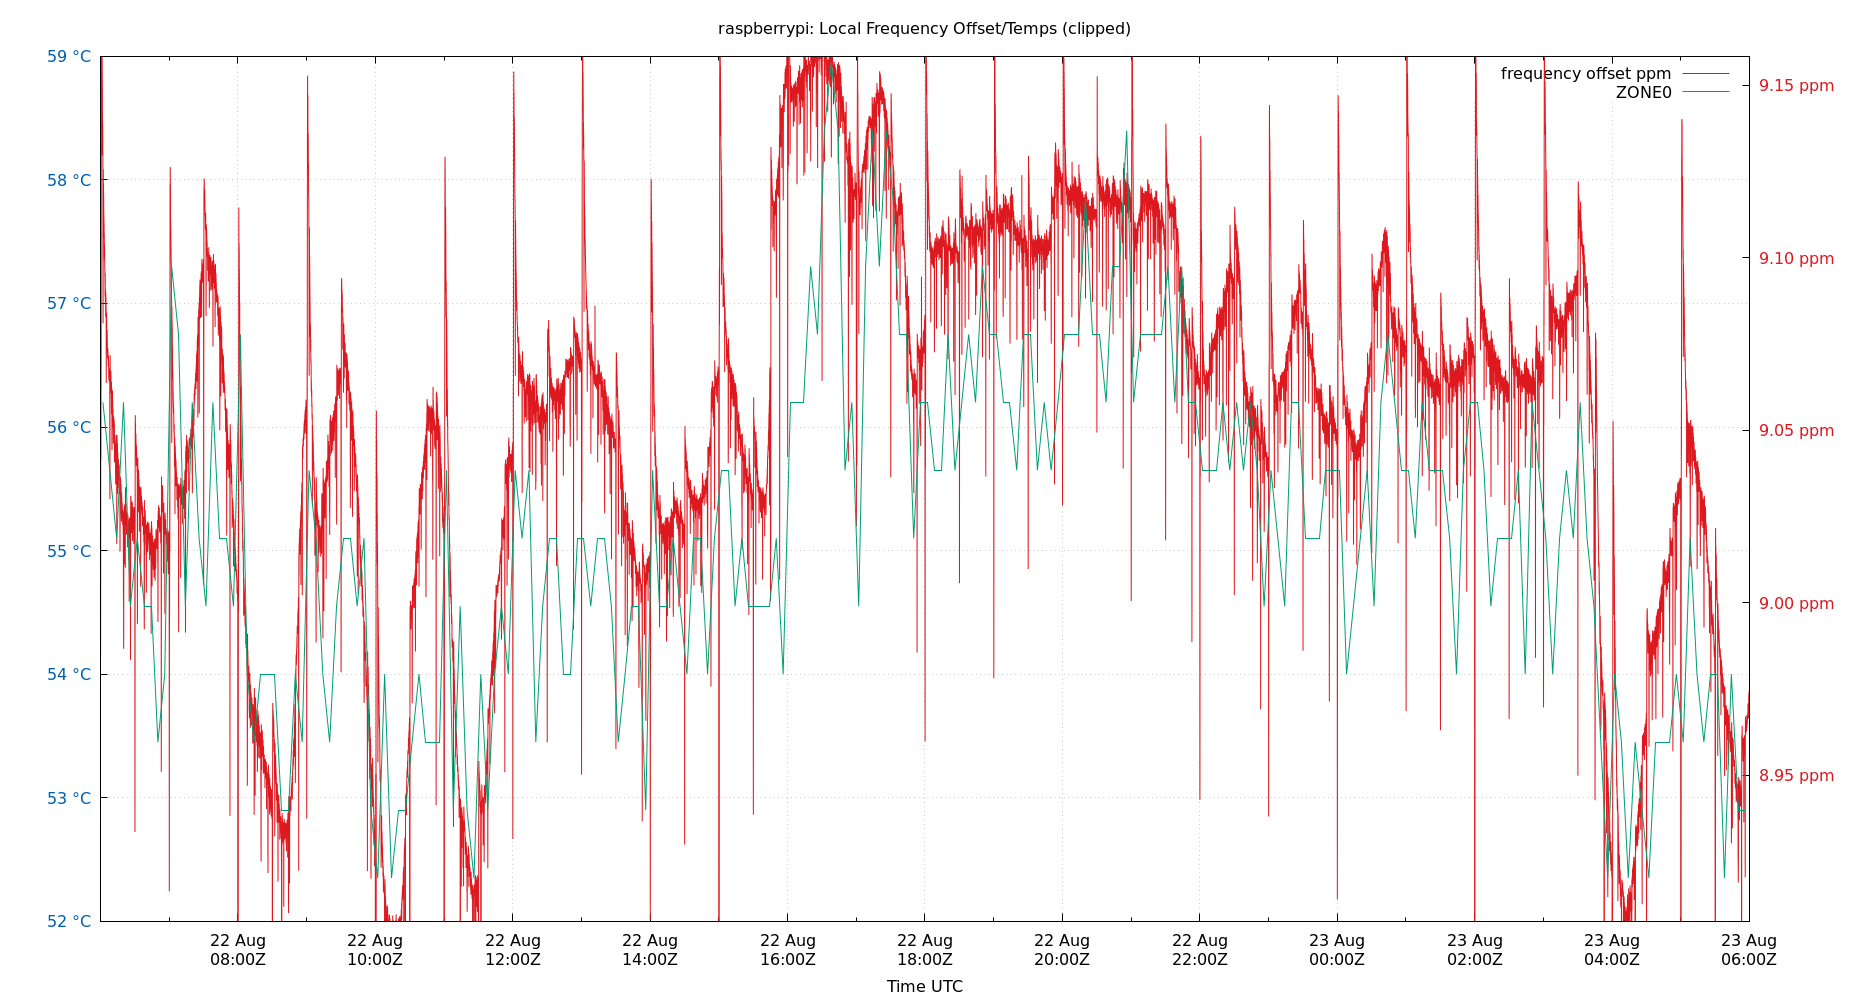 raspberrypi: Local Frequency Offset/Temps (clipped)
59 °C
58 °C
57 °C
56 °C
55 °C
54 °C
53 °C
52 °C
frequency offset ppm
ZONE0
9.15 ppm
9.10 ppm
9.05 ppm
9.00 ppm
8.95 ppm
22 Aug
08:00Z
22 Aug
10:00Z
22 Aug
12:00Z
22 Aug
14:00Z
22 Aug
16:00Z
22 Aug
18:00Z
22 Aug
20:00Z
22 Aug
22:00Z
23 Aug
00:00Z
23 Aug
02:00Z
23 Aug
04:00Z
23 Aug
06:00Z
Time UTC